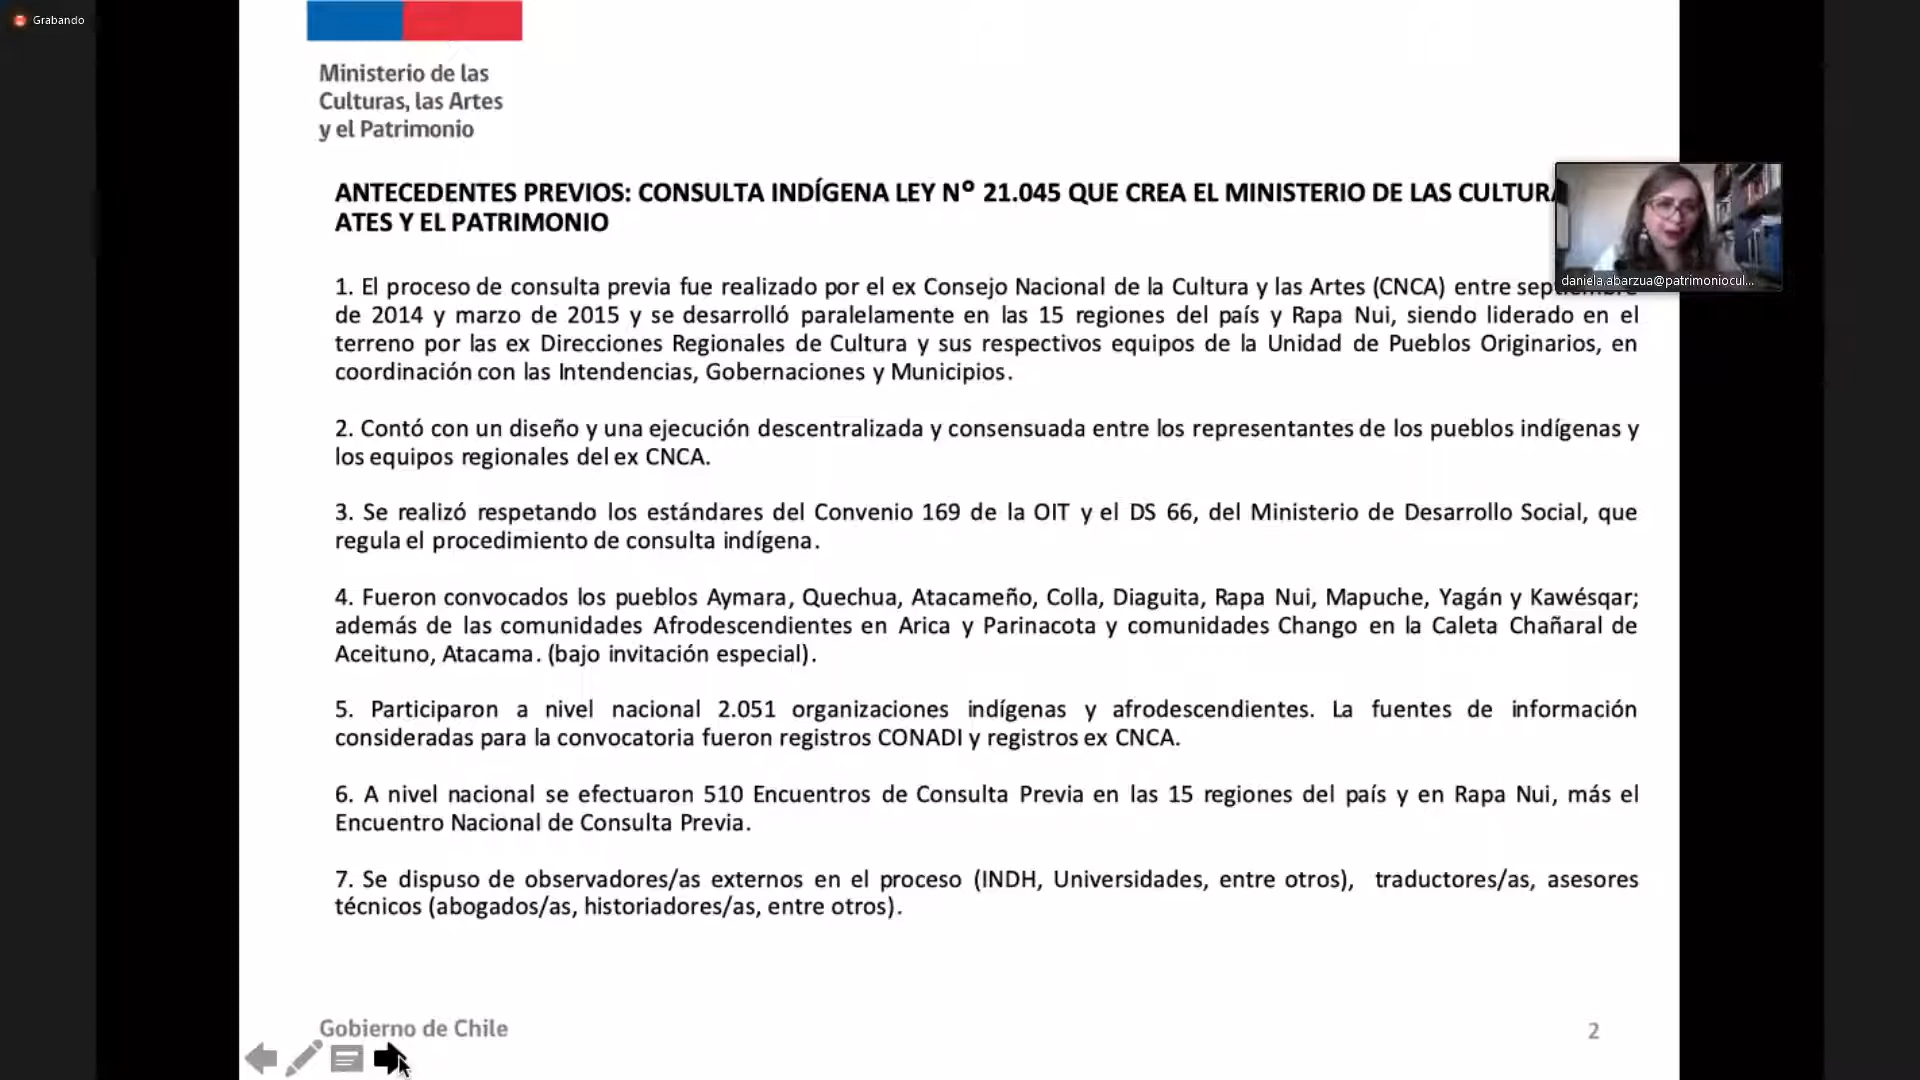 Grabando
Ministerio de las
Culturas, las Artes
y el Patrimonio
ANTECEDENTES PREVIOS: CONSULTA INDÍGENA LEY Nº 21.045 QUE CREA EL MINISTERIO DE LAS
ATES Y EL PATRIMONIO
daniela.abarzua@patrimoniocul...
1. El proceso de consulta previa fue realizado por el ex Consejo Nacional de la Cultura y las Artes (CNCA) entre septiembre
de 2014 y marzo de 2015 y se desarrolló paralelamente en las 15 regiones del país y Rapa Nui, siendo liderado en el
terreno por las ex Direcciones Regionales de Cultura y sus respectivos equipos de la Unidad de Pueblos Originarios, en
coordinación con las Intendencias, Gobernaciones y Municipios.
2. Contó con un diseño y una ejecución descentralizada y consensuada entre los representantes de los pueblos indígenas y
los equipos regionales del ex CNCA.
3. Se realizó respetando los estándares del Convenio 169 de la OIT y el DS 66, del Ministerio de Desarrollo Social, que
regula el procedimiento de consulta indígena.
4. Fueron convocados los pueblos Aymara, Quechua, Atacameño, Colla, Diaguita, Rapa Nui, Mapuche, Yagán y Kawésqar;
además de las comunidades Afrodescendientes en Arica y Parinacota y comunidades Chango en la Caleta Chañaral de
Aceituno, Atacama. (bajo invitación especial).
5. Participaron a nivel nacional 2.051 organizaciones indígenas y afrodescendientes. La fuentes de información
consideradas para la convocatoria fueron registros CONADI y registros ex CNCA.
6. A nivel nacional se efectuaron 510 Encuentros de Consulta Previa en las 15 regiones del país y en Rapa Nui, más el
Encuentro Nacional de Consulta Previa.
7. Se dispuso de observadores/as externos en el proceso (INDH, Universidades, entre otros), traductores/as, asesores
técnicos (abogados/as, historiadores/as, entre otros).
Gobierno de Chile
2